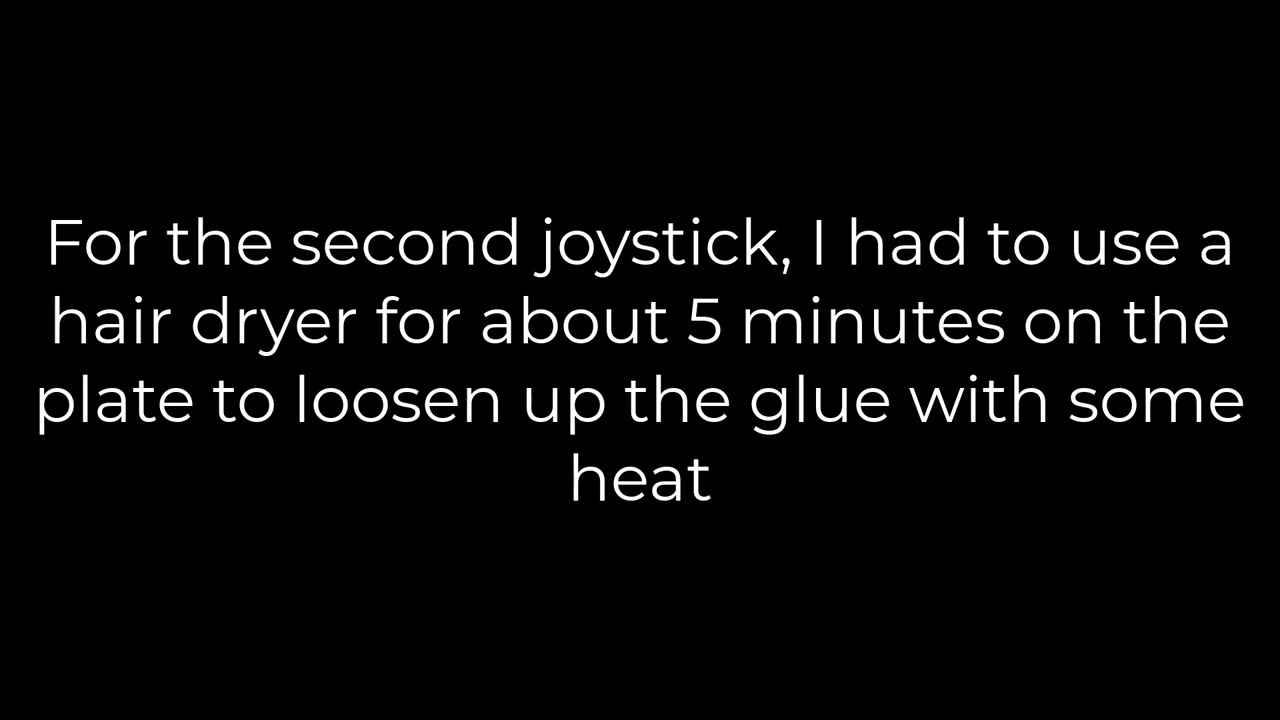 For the second joystick, I had to use a
hair dryer for about 5 minutes on the
plate to loosen up the glue with some
heat